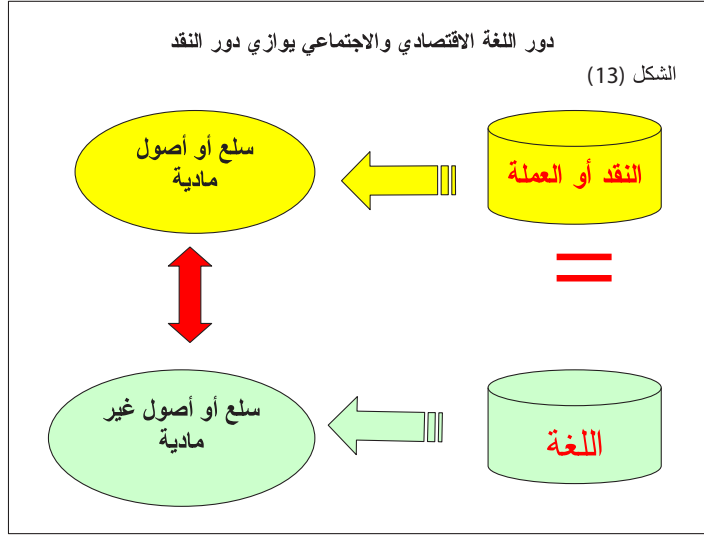 دور اللغة الاقتصادي والاجتماعي يوازي دور النقد
الشكل (13)
النقد أو العملة
سلع أو أصول
مادية
اللغة
سلع أو أصول غير
مادية